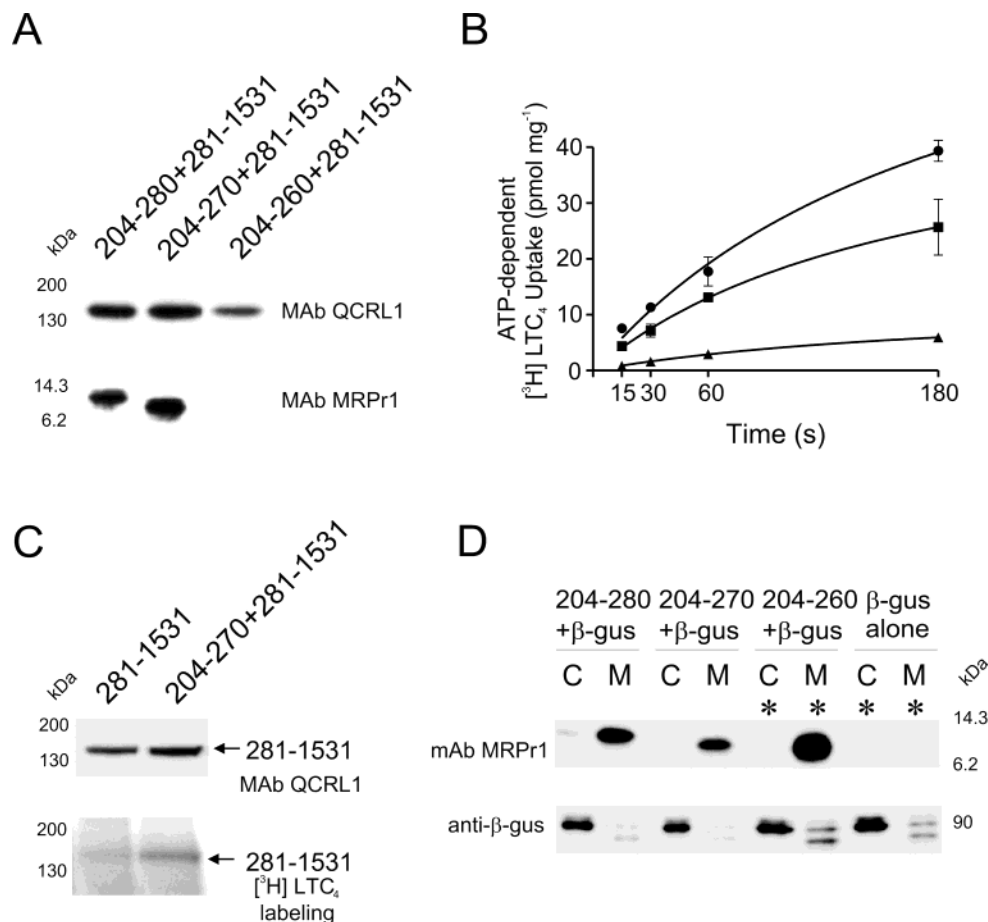 A
204-280+281-1531
204-270+281-1531
204-260+281-1531
kDa
200
130
MAb QCRL1
14.3
6.2
MAb MRPr1
B
ATP-dependent
[³H] LTC₄ Uptake (pmol mg⁻¹)
40
30
20
10
0
15 30 60 180
Time (s)
C
281-1531
204-270+281-1531
kDa
200
130
281-1531
MAb QCRL1
200
130
281-1531
[³H] LTC₄
labeling
D
204-280 204-270 204-260 β-gus
+β-gus +β-gus +β-gus alone
C M C M C M C M
* * * *
kDa
mAb MRPr1
14.3
6.2
anti-β-gus
90